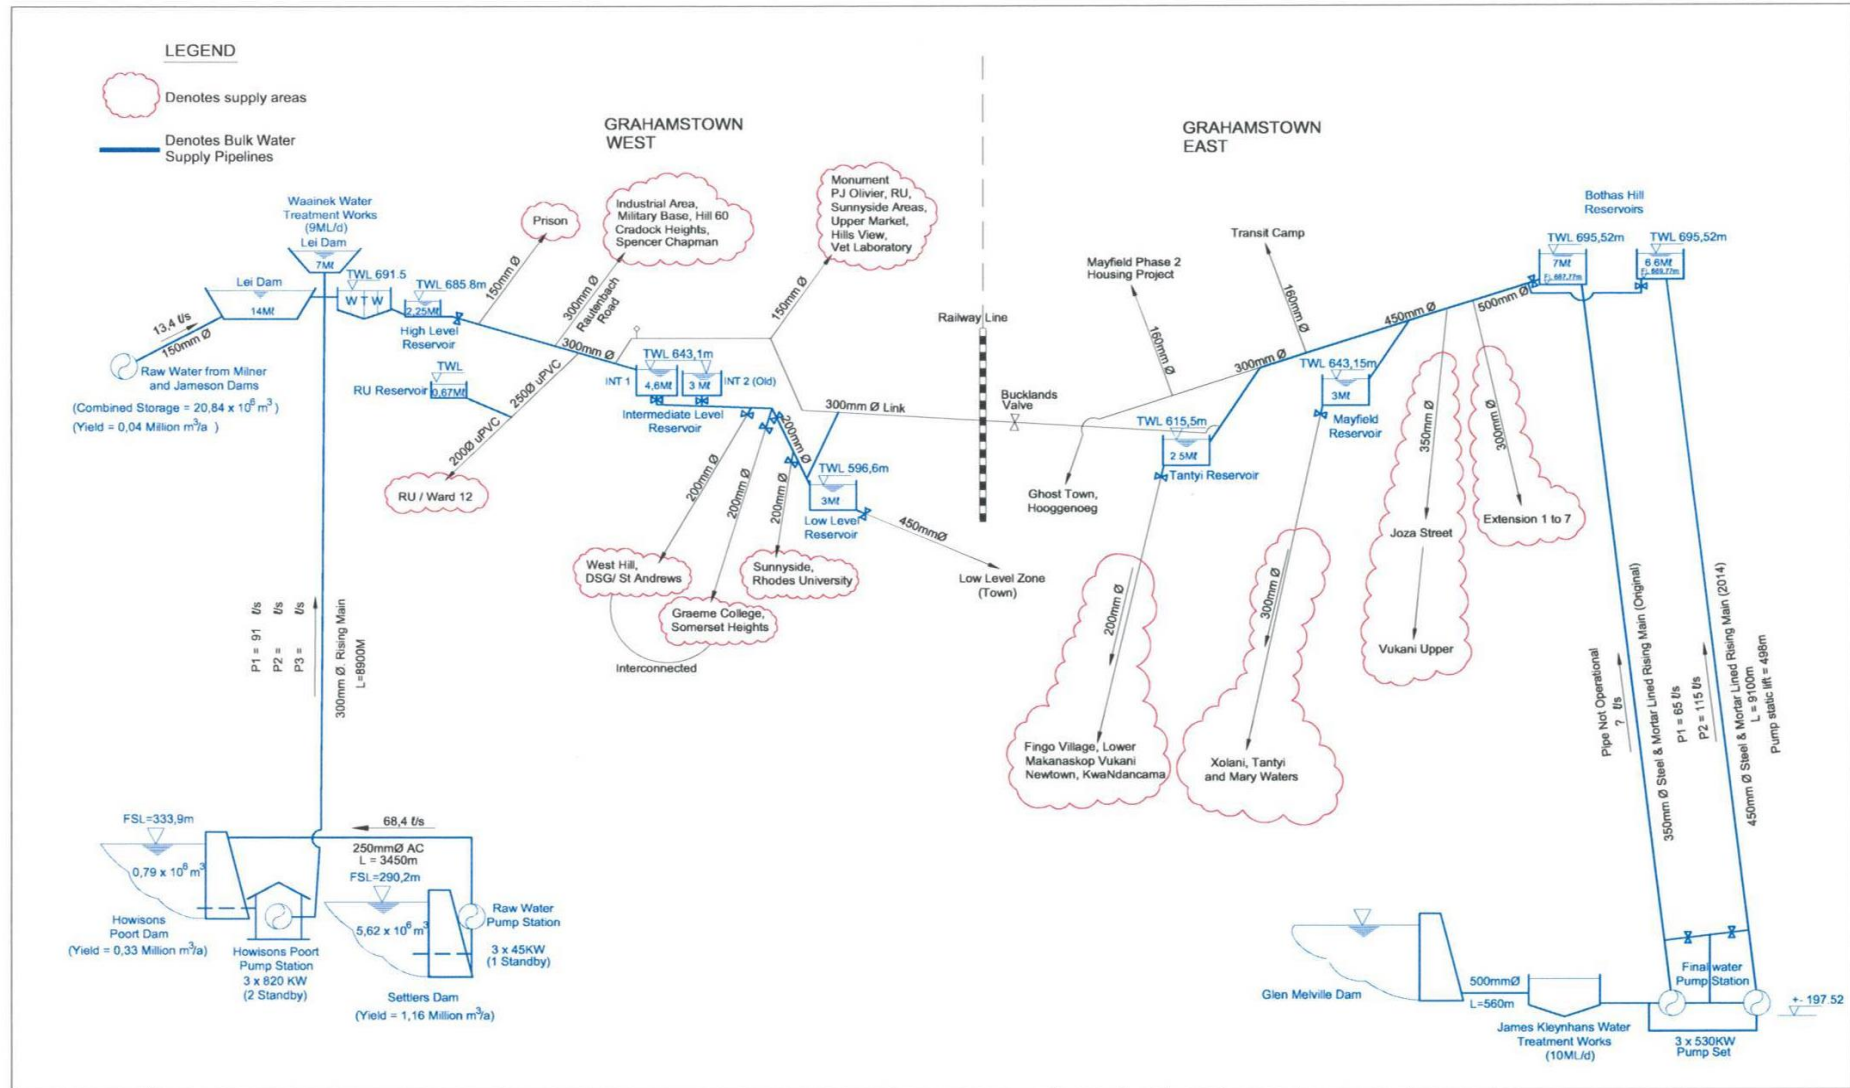 LEGEND
Denotes supply areas
Denotes Bulk Water
Supply Pipelines
GRAHAMSTOWN
WEST
GRAHAMSTOWN
EAST
Waainek Water
Treatment Works
(9ML/d)
Lei Dam
7Mℓ
Lei Dam
14Mℓ
TWL 691.5
W T W
TWL 685.8m
2,25Mℓ
High Level
Reservoir
13,4 ℓ/s
150mm Ø
Raw Water from Milner
and Jameson Dams
(Combined Storage = 20,84 x 10⁶ m³)
(Yield = 0,04 Million m³/a )
150mm Ø
Prison
300mm Ø
Rautenbach
Road
Industrial Area,
Military Base, Hill 60
Cradock Heights,
Spencer Chapman
150mm Ø
Monument
PJ Olivier, RU,
Sunnyside Areas,
Upper Market,
Hills View,
Vet Laboratory
300mm Ø
TWL
RU Reservoir
0,67Mℓ
250Ø uPVC
200Ø uPVC
RU / Ward 12
TWL 643,1m
INT 1
4,6Mℓ
3 Mℓ
INT 2 (Old)
Intermediate Level
Reservoir
200mm Ø
200mm Ø
200mm Ø
200mm Ø
TWL 596,6m
3Mℓ
Low Level
Reservoir
450mmØ
Low Level Zone
(Town)
West Hill,
DSG/ St Andrews
Graeme College,
Somerset Heights
Sunnyside,
Rhodes University
Interconnected
300mm Ø Link
Railway Line
Bucklands
Valve
Mayfield Phase 2
Housing Project
160mm Ø
Transit Camp
160mm Ø
300mm Ø
450mm Ø
500mm Ø
Ghost Town,
Hooggenoeg
TWL 615,5m
2.5Mℓ
Tantyi Reservoir
TWL 643,15m
3Mℓ
Mayfield
Reservoir
200mm Ø
Fingo Village, Lower
Makanaskop Vukani
Newtown, KwaNdancama
300mm Ø
Xolani, Tantyi
and Mary Waters
350mm Ø
Joza Street
Vukani Upper
300mm Ø
Extension 1 to 7
Bothas Hill
Reservoirs
TWL 695,52m
7Mℓ
TWL 695,52m
6.6Mℓ
Pipe Not Operational
? ℓ/s
350mm Ø Steel & Mortar Lined Rising Main (Original)
P1 = 65 ℓ/s
P2 = 115 ℓ/s
450mm Ø Steel & Mortar Lined Rising Main (2014)
L = 9100m
Pump static lift = 498m
P1 = 91 ℓ/s
P2 = ℓ/s
P3 = ℓ/s
300mm Ø. Rising Main
L=8900M
FSL=333,9m
0,79 x 10⁶ m³
Howisons
Poort Dam
(Yield = 0,33 Million m³/a)
Howisons Poort
Pump Station
3 x 820 KW
(2 Standby)
68,4 ℓ/s
250mmØ AC
L = 3450m
FSL=290,2m
5,62 x 10⁶ m³
Raw Water
Pump Station
3 x 45KW
(1 Standby)
Settlers Dam
(Yield = 1,16 Million m³/a)
Glen Melville Dam
500mmØ
L=560m
James Kleynhans Water
Treatment Works
(10ML/d)
Final water
Pump Station
3 x 530KW
Pump Set
+- 197.52